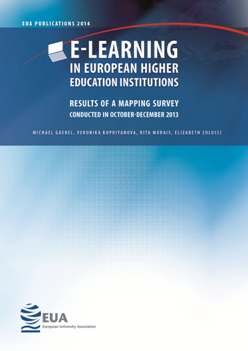 EUA PUBLICATIONS 2014
E-LEARNING
IN EUROPEAN HIGHER
EDUCATION INSTITUTIONS
RESULTS OF A MAPPING SURVEY
CONDUCTED IN OCTOBER-DECEMBER 2013
MICHAEL GAEBEL, VERONIKA KUPRIYANOVA, RITA MORAIS, ELIZABETH COLUCCI
EUA
European University Association